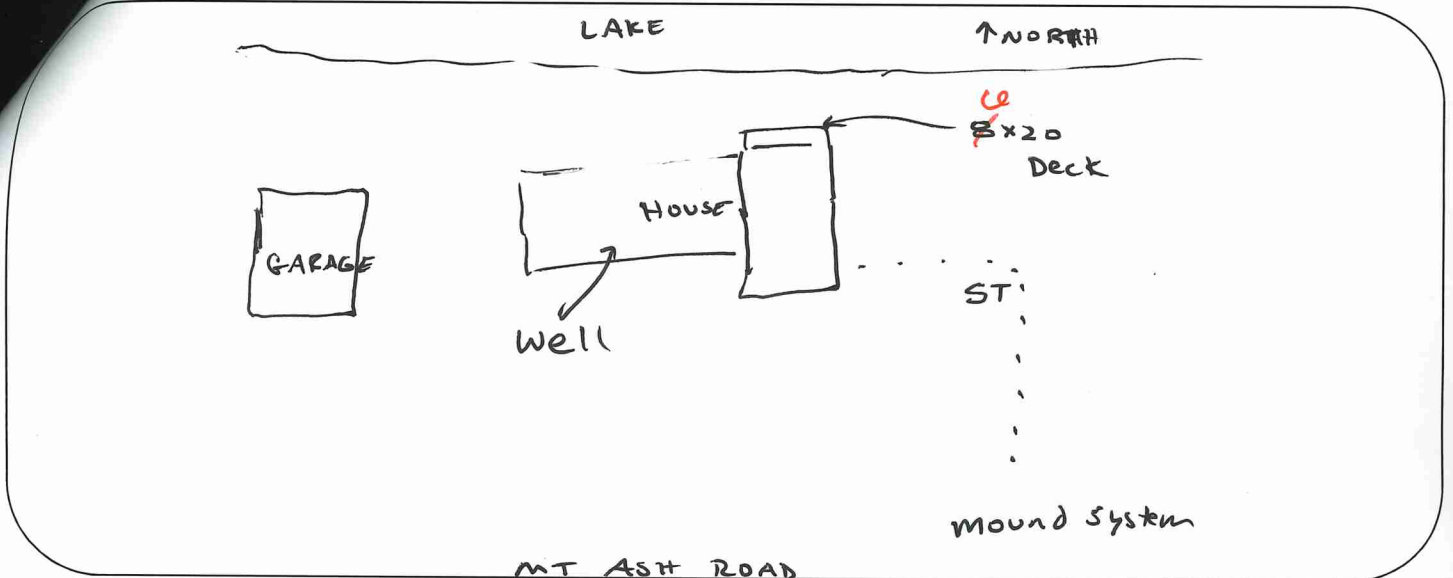 LAKE
↑ NORTH
6
8x20
Deck
HOUSE
GARAGE
ST
Well
mound system
MT ASH ROAD